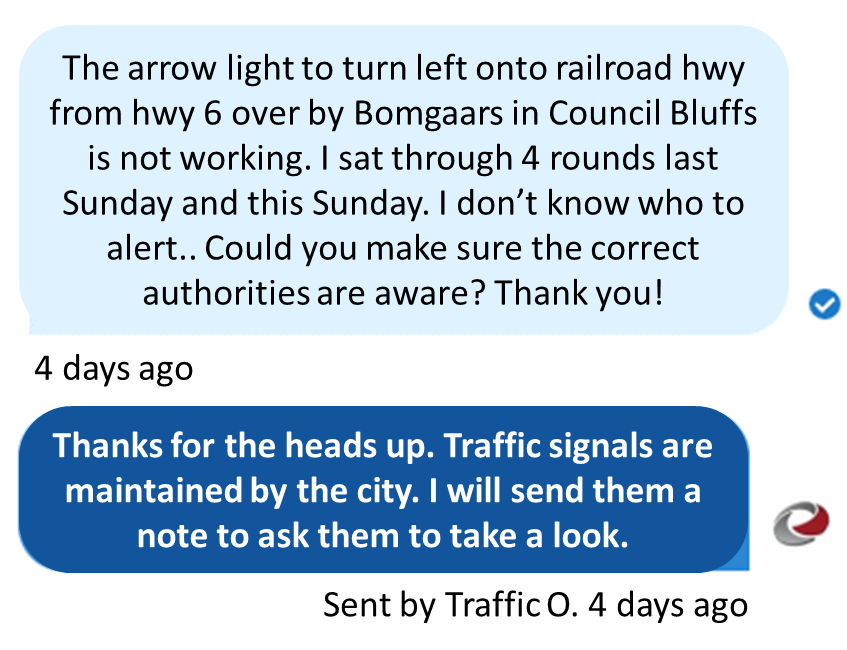 The arrow light to turn left onto railroad hwy
from hwy 6 over by Bomgaars in Council Bluffs
is not working. I sat through 4 rounds last
Sunday and this Sunday. I don’t know who to
alert.. Could you make sure the correct
authorities are aware? Thank you!
4 days ago
Thanks for the heads up. Traffic signals are
maintained by the city. I will send them a
note to ask them to take a look.
Sent by Traffic O. 4 days ago